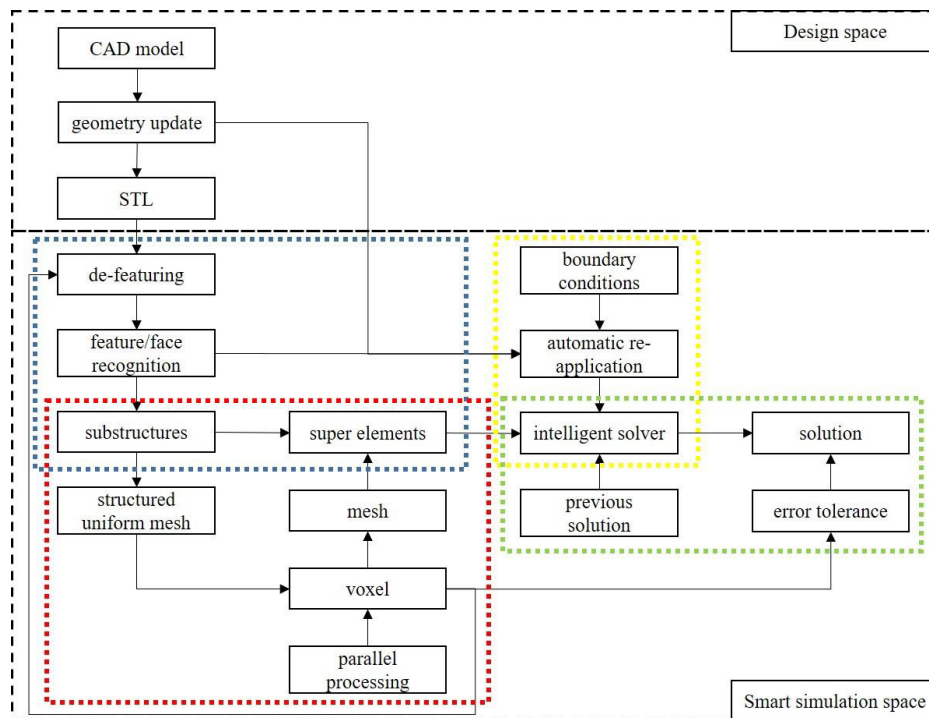 Design space
CAD model
geometry update
STL
de-featuring
boundary
conditions
feature/face
recognition
automatic re-
application
substructures
super elements
intelligent solver
solution
structured
uniform mesh
mesh
previous
solution
error tolerance
voxel
parallel
processing
Smart simulation space